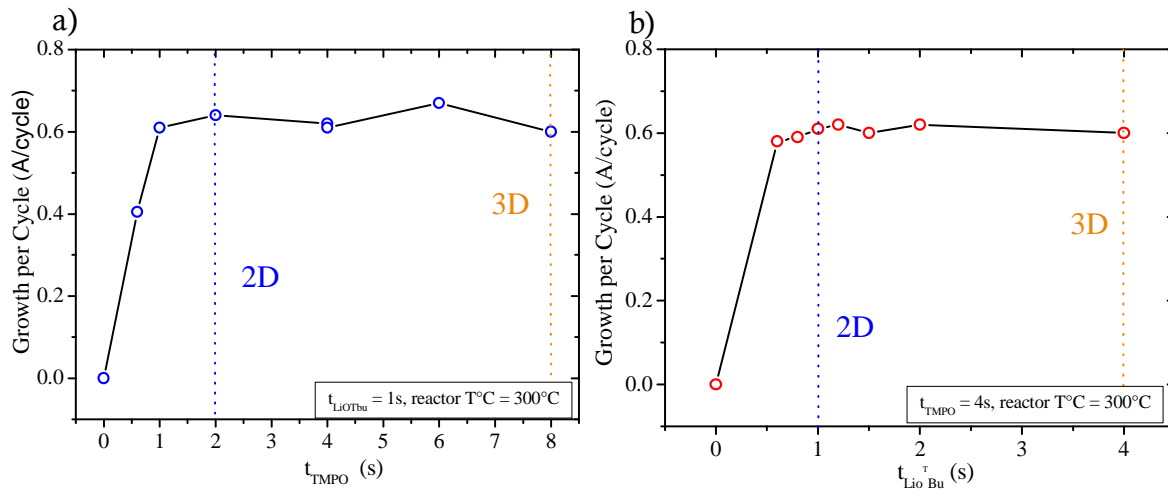 a)
Growth per Cycle (A/cycle)
0.8
0.6
0.4
0.2
0.0
2D
3D
t_LiOTbu = 1s, reactor T°C = 300°C
0 1 2 3 4 5 6 7 8
t_TMPO (s)
b)
Growth per Cycle (A/cycle)
0.8
0.6
0.4
0.2
0.0
2D
3D
t_TMPO = 4s, reactor T°C = 300°C
0 1 2 3 4
t_Lio^T Bu (s)